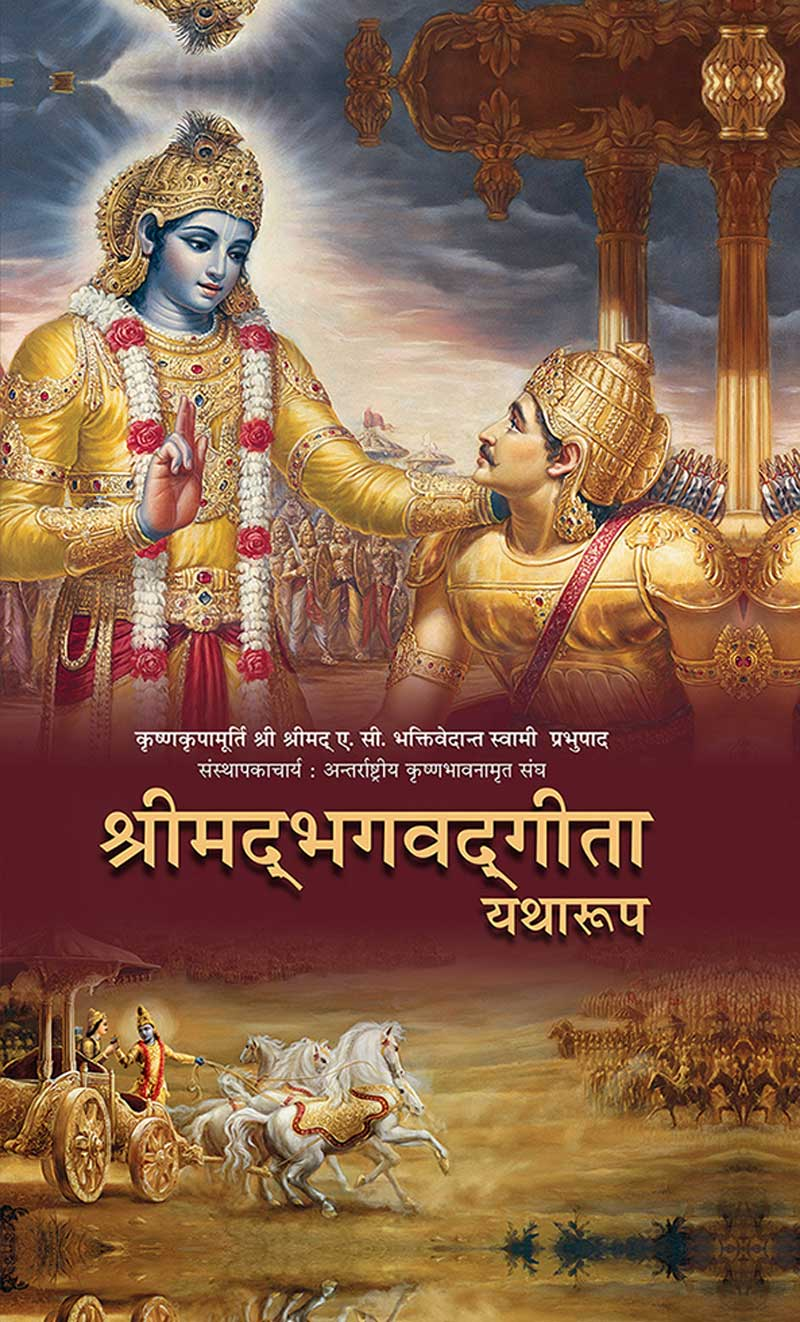 कृष्णकृपामूर्ति श्री श्रीमद् ए. सी. भक्तिवेदान्त स्वामी प्रभुपाद
संस्थापकाचार्य : अन्तर्राष्ट्रीय कृष्णभावनामृत संघ
श्रीमद्‌भगवद्‌गीता
यथारूप